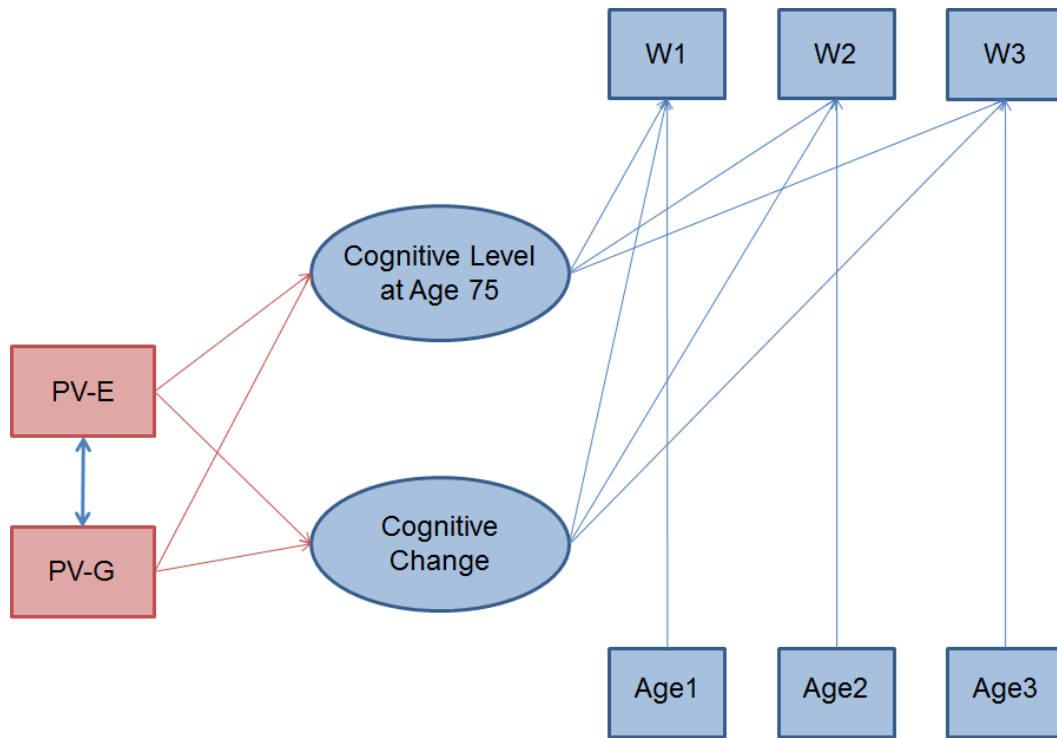 W1
W2
W3
Cognitive Level
at Age 75
PV-E
PV-G
Cognitive
Change
Age1
Age2
Age3